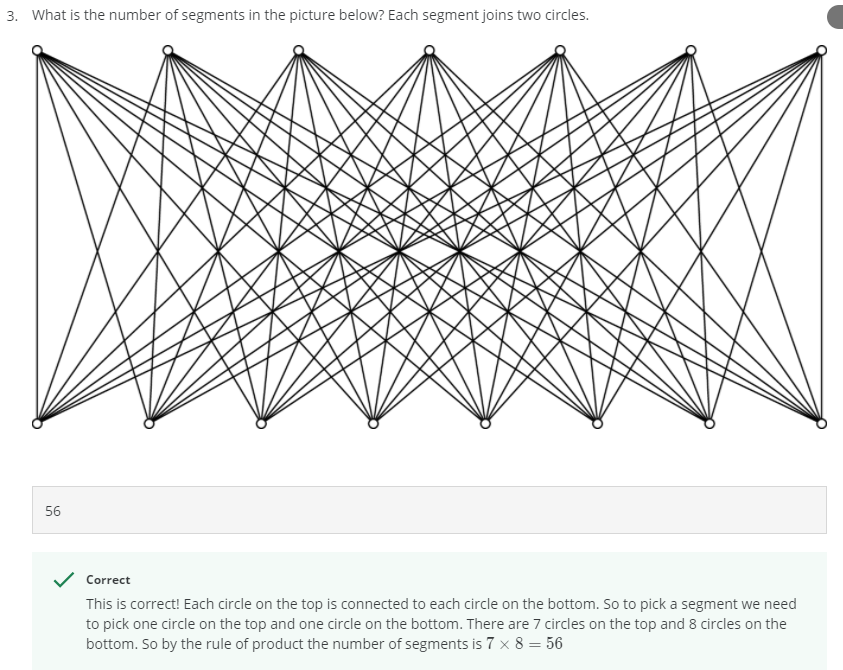 3. What is the number of segments in the picture below? Each segment joins two circles.
56
Correct
This is correct! Each circle on the top is connected to each circle on the bottom. So to pick a segment we need
to pick one circle on the top and one circle on the bottom. There are 7 circles on the top and 8 circles on the
bottom. So by the rule of product the number of segments is 7 × 8 = 56